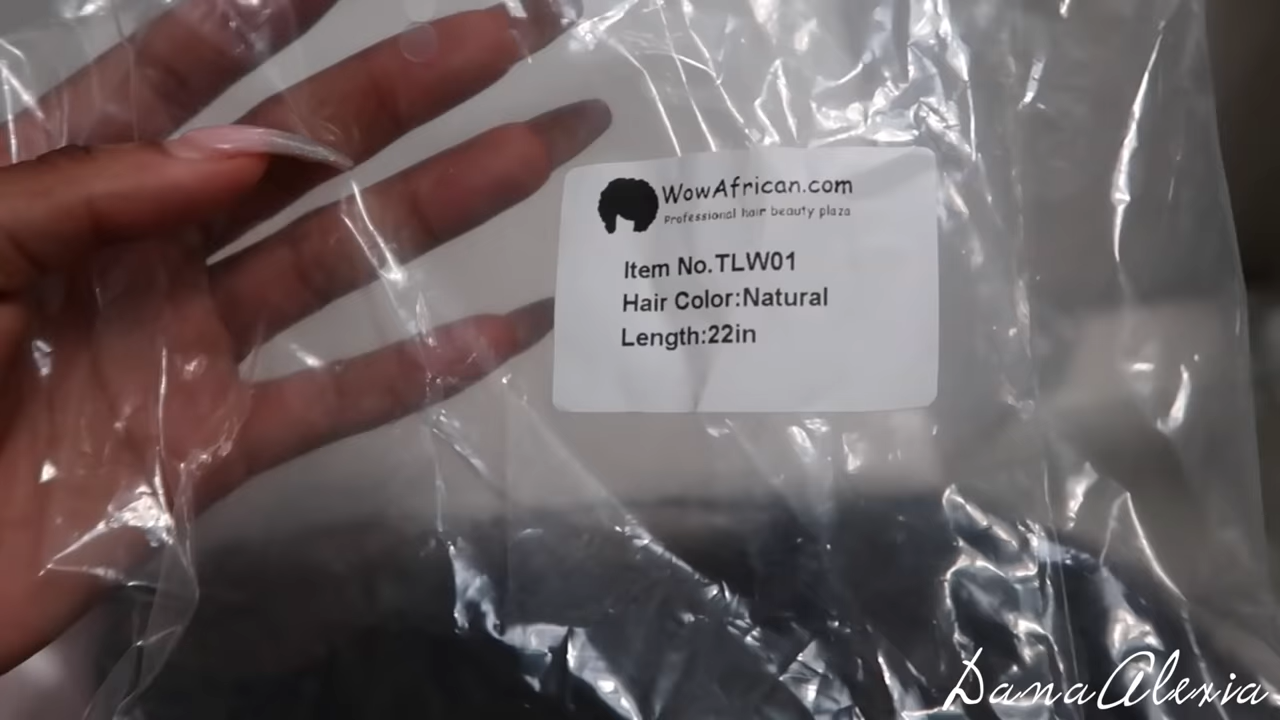 WowAfrican.com
Professional hair beauty plaza
Item No.TLW01
Hair Color:Natural
Length:22in
DanaAlexia